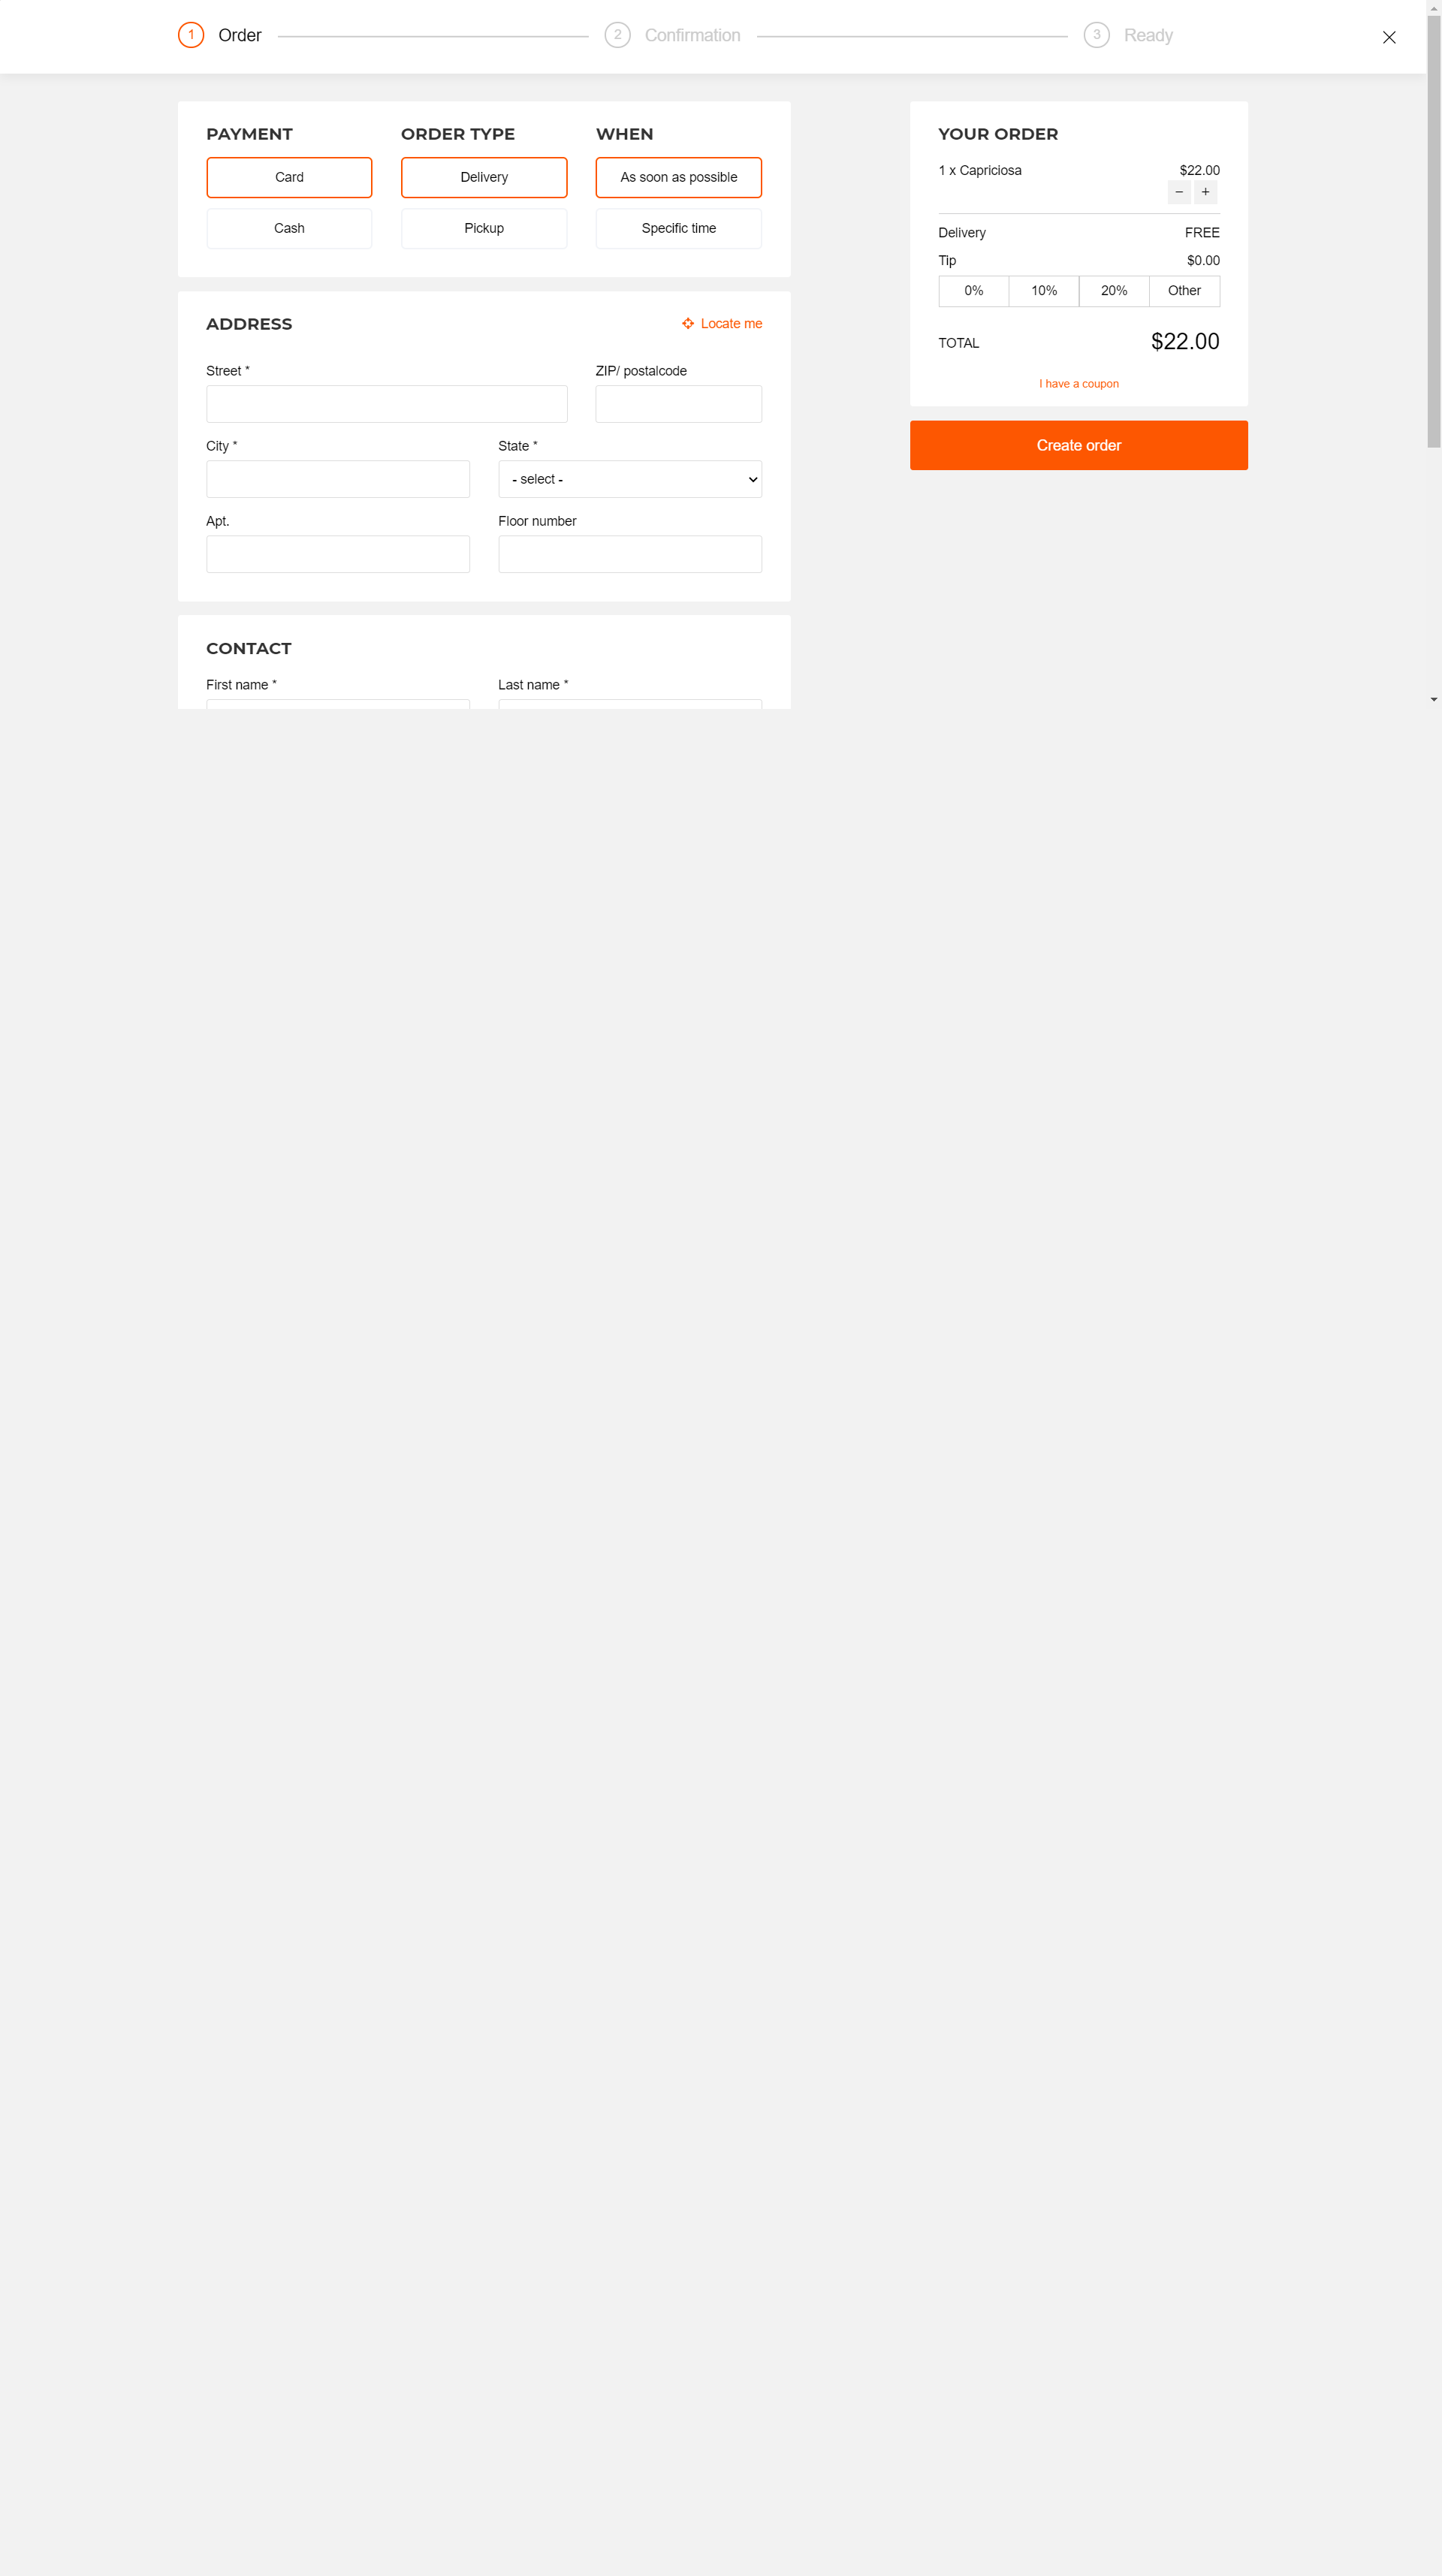 1 Order
2 Confirmation
3 Ready
PAYMENT
Card
Cash
ORDER TYPE
Delivery
Pickup
WHEN
As soon as possible
Specific time
ADDRESS
Locate me
Street *
ZIP/ postalcode
City *
State *
- select -
Apt.
Floor number
CONTACT
First name *
Last name *
YOUR ORDER
1 x Capriciosa $22.00
− +
Delivery FREE
Tip $0.00
0% 10% 20% Other
TOTAL $22.00
I have a coupon
Create order